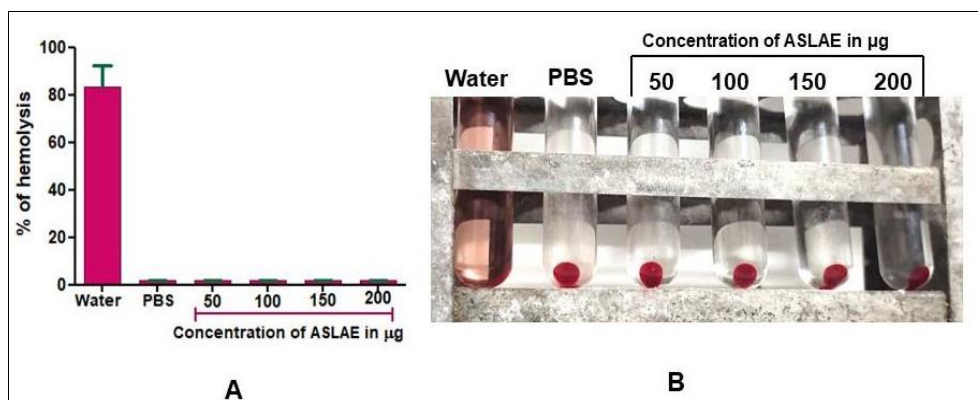 100
80
60
40
20
0
% of hemolysis
Water PBS 50 100 150 200
Concentration of ASLAE in µg
A
Concentration of ASLAE in µg
Water PBS 50 100 150 200
B